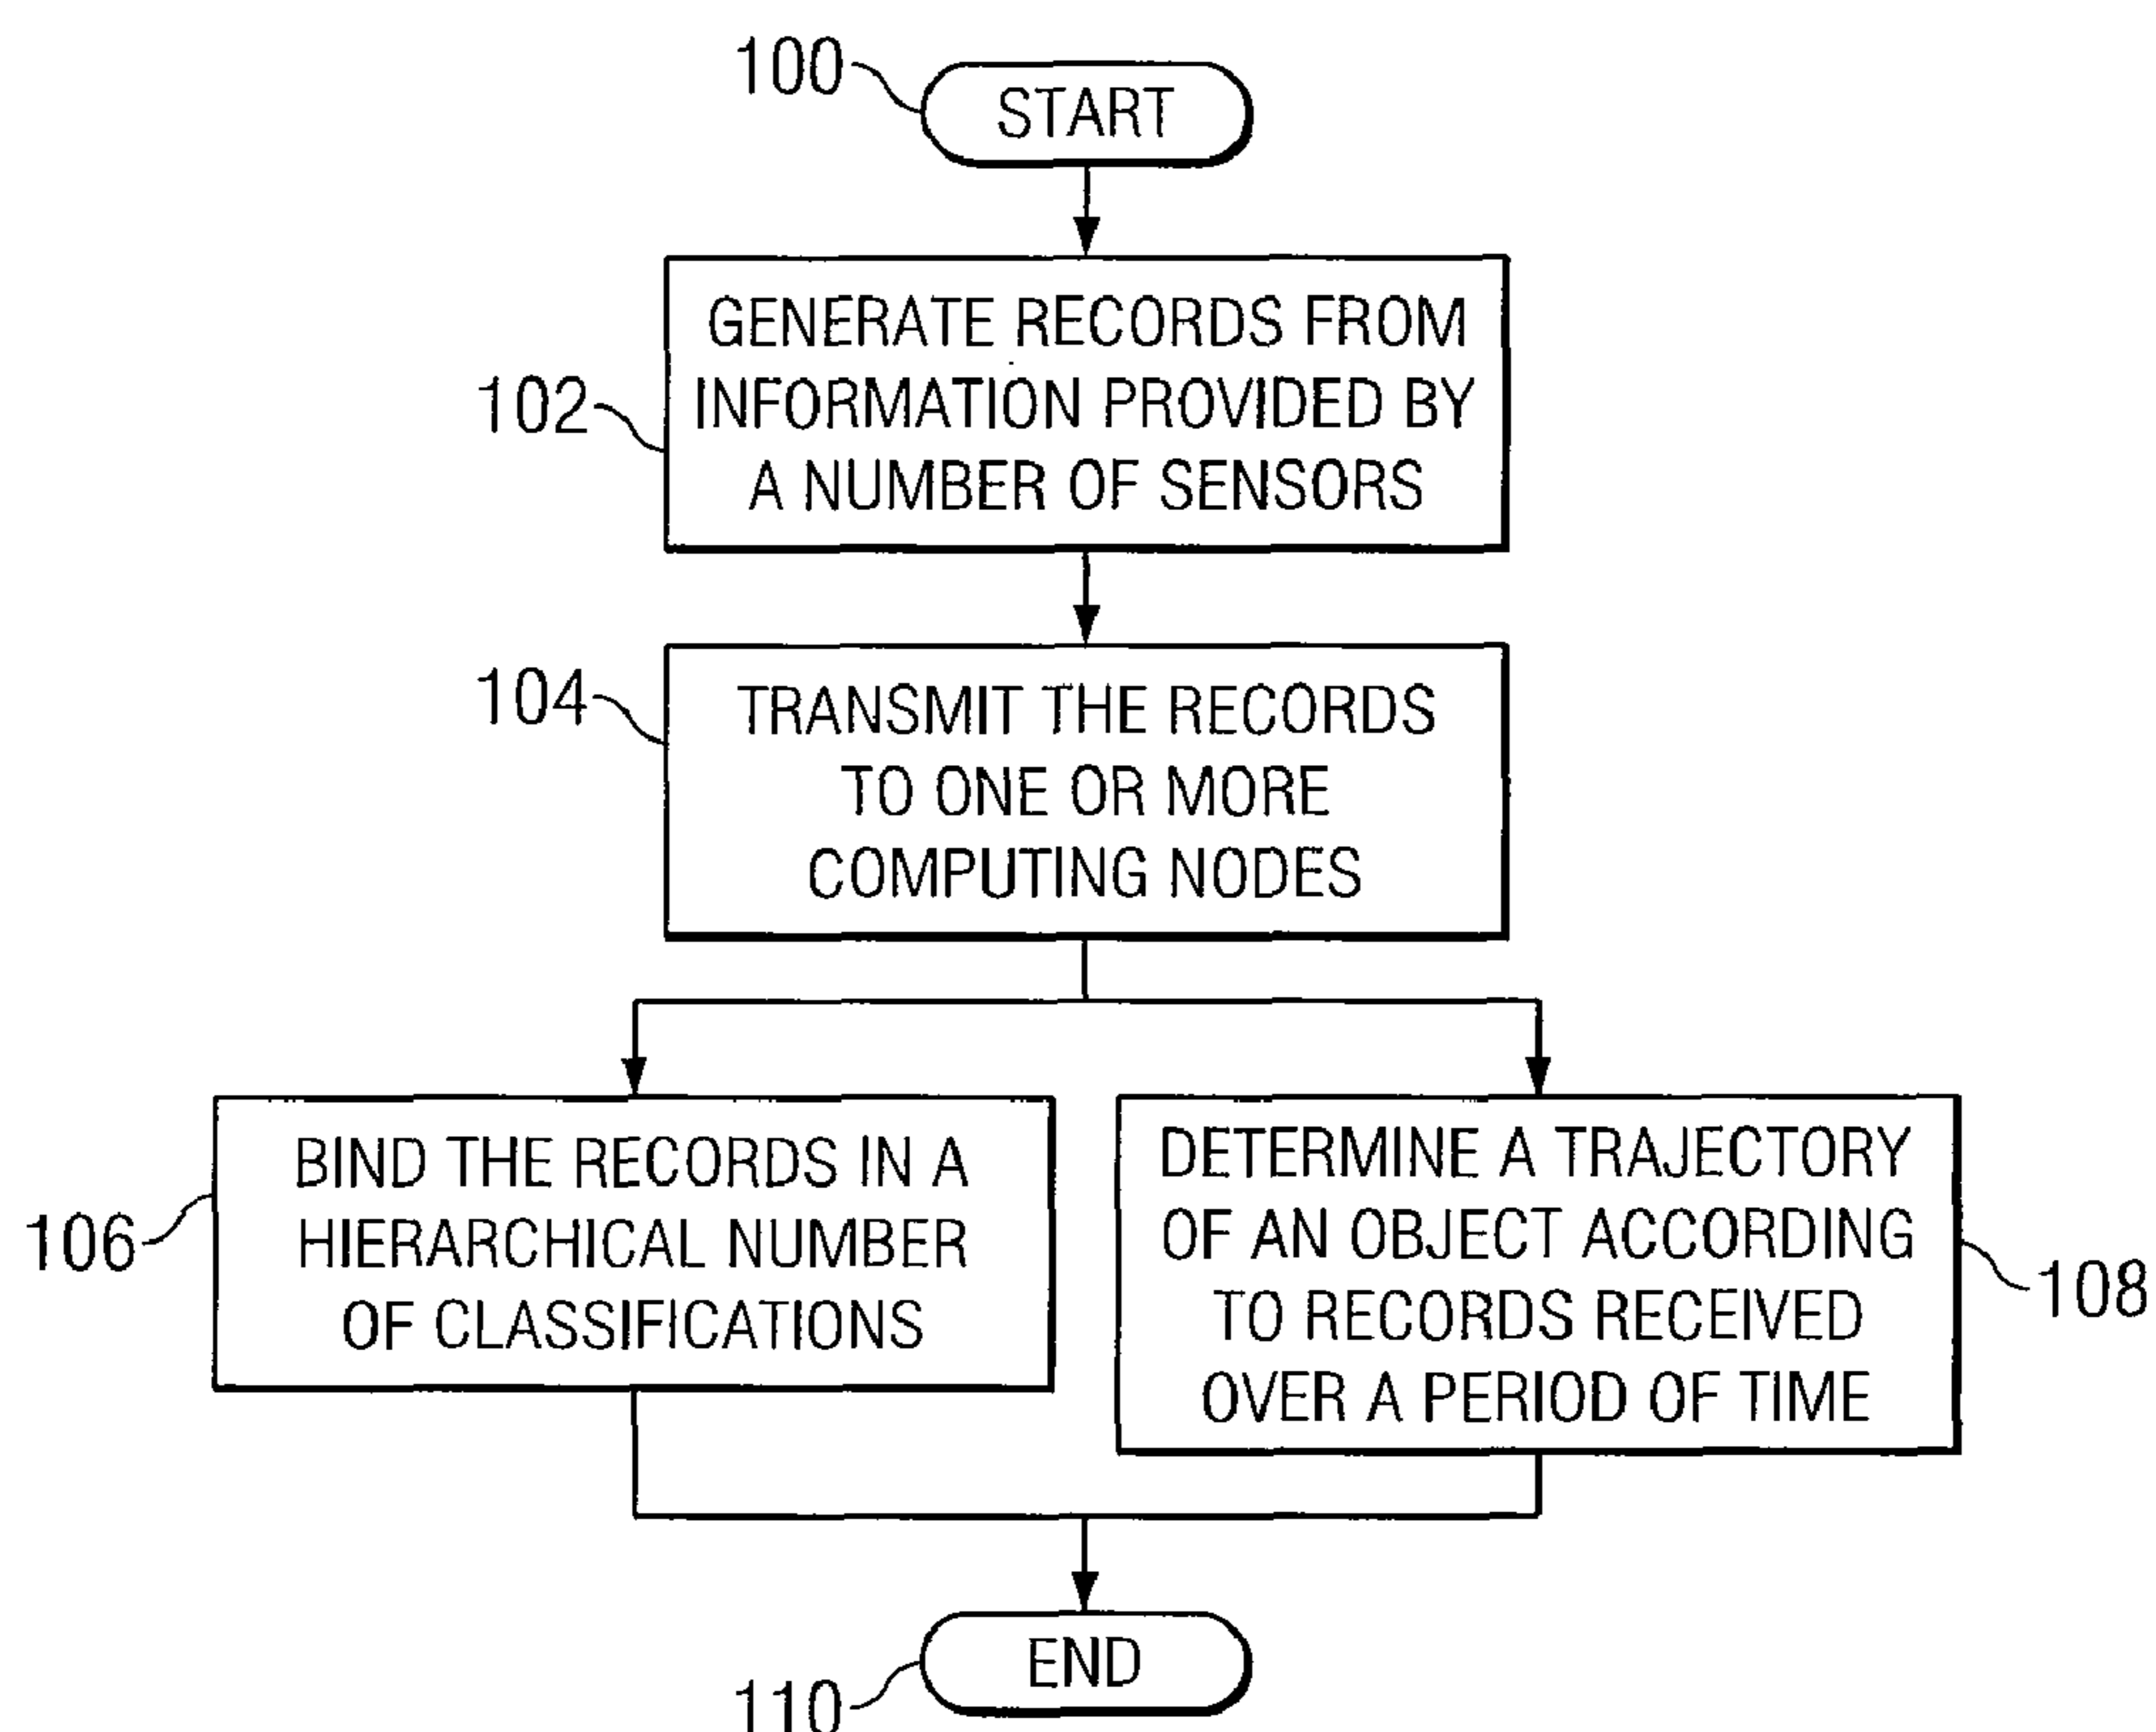 100
START
102
GENERATE RECORDS FROM
INFORMATION PROVIDED BY
A NUMBER OF SENSORS
104
TRANSMIT THE RECORDS
TO ONE OR MORE
COMPUTING NODES
106
BIND THE RECORDS IN A
HIERARCHICAL NUMBER
OF CLASSIFICATIONS
DETERMINE A TRAJECTORY
OF AN OBJECT ACCORDING
TO RECORDS RECEIVED
OVER A PERIOD OF TIME
108
END
110